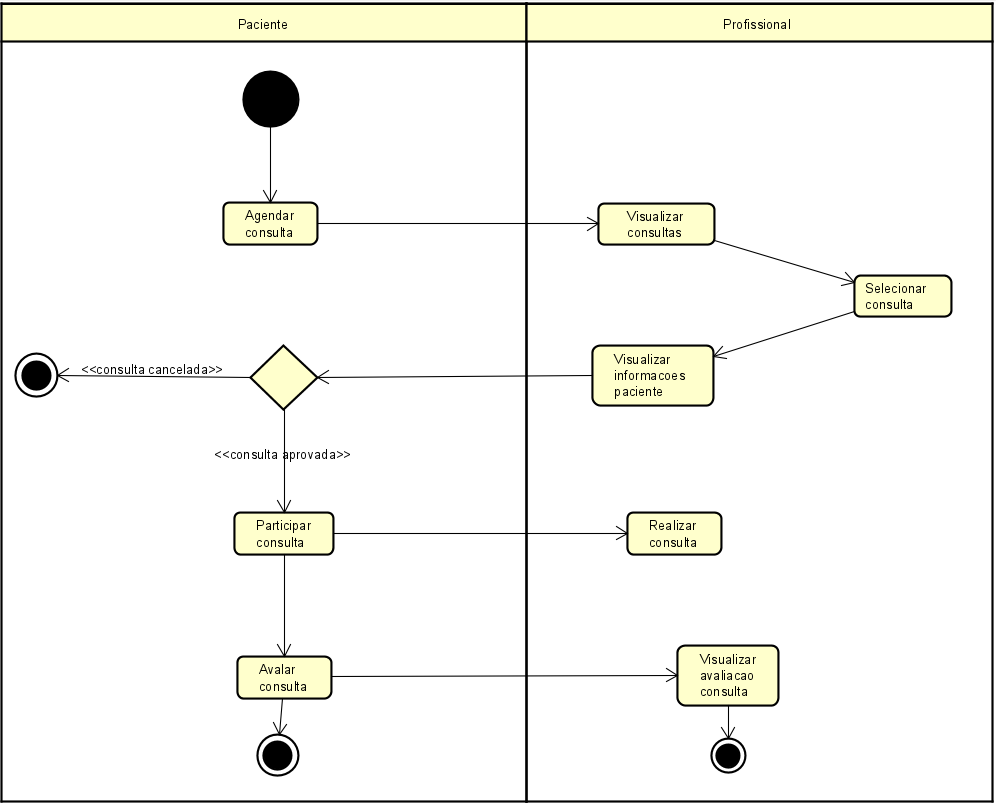 Paciente
Profissional
Agendar
consulta
Visualizar
consultas
Selecionar
consulta
Visualizar
informacoes
paciente
<<consulta cancelada>>
<<consulta aprovada>>
Participar
consulta
Realizar
consulta
Avalar
consulta
Visualizar
avaliacao
consulta